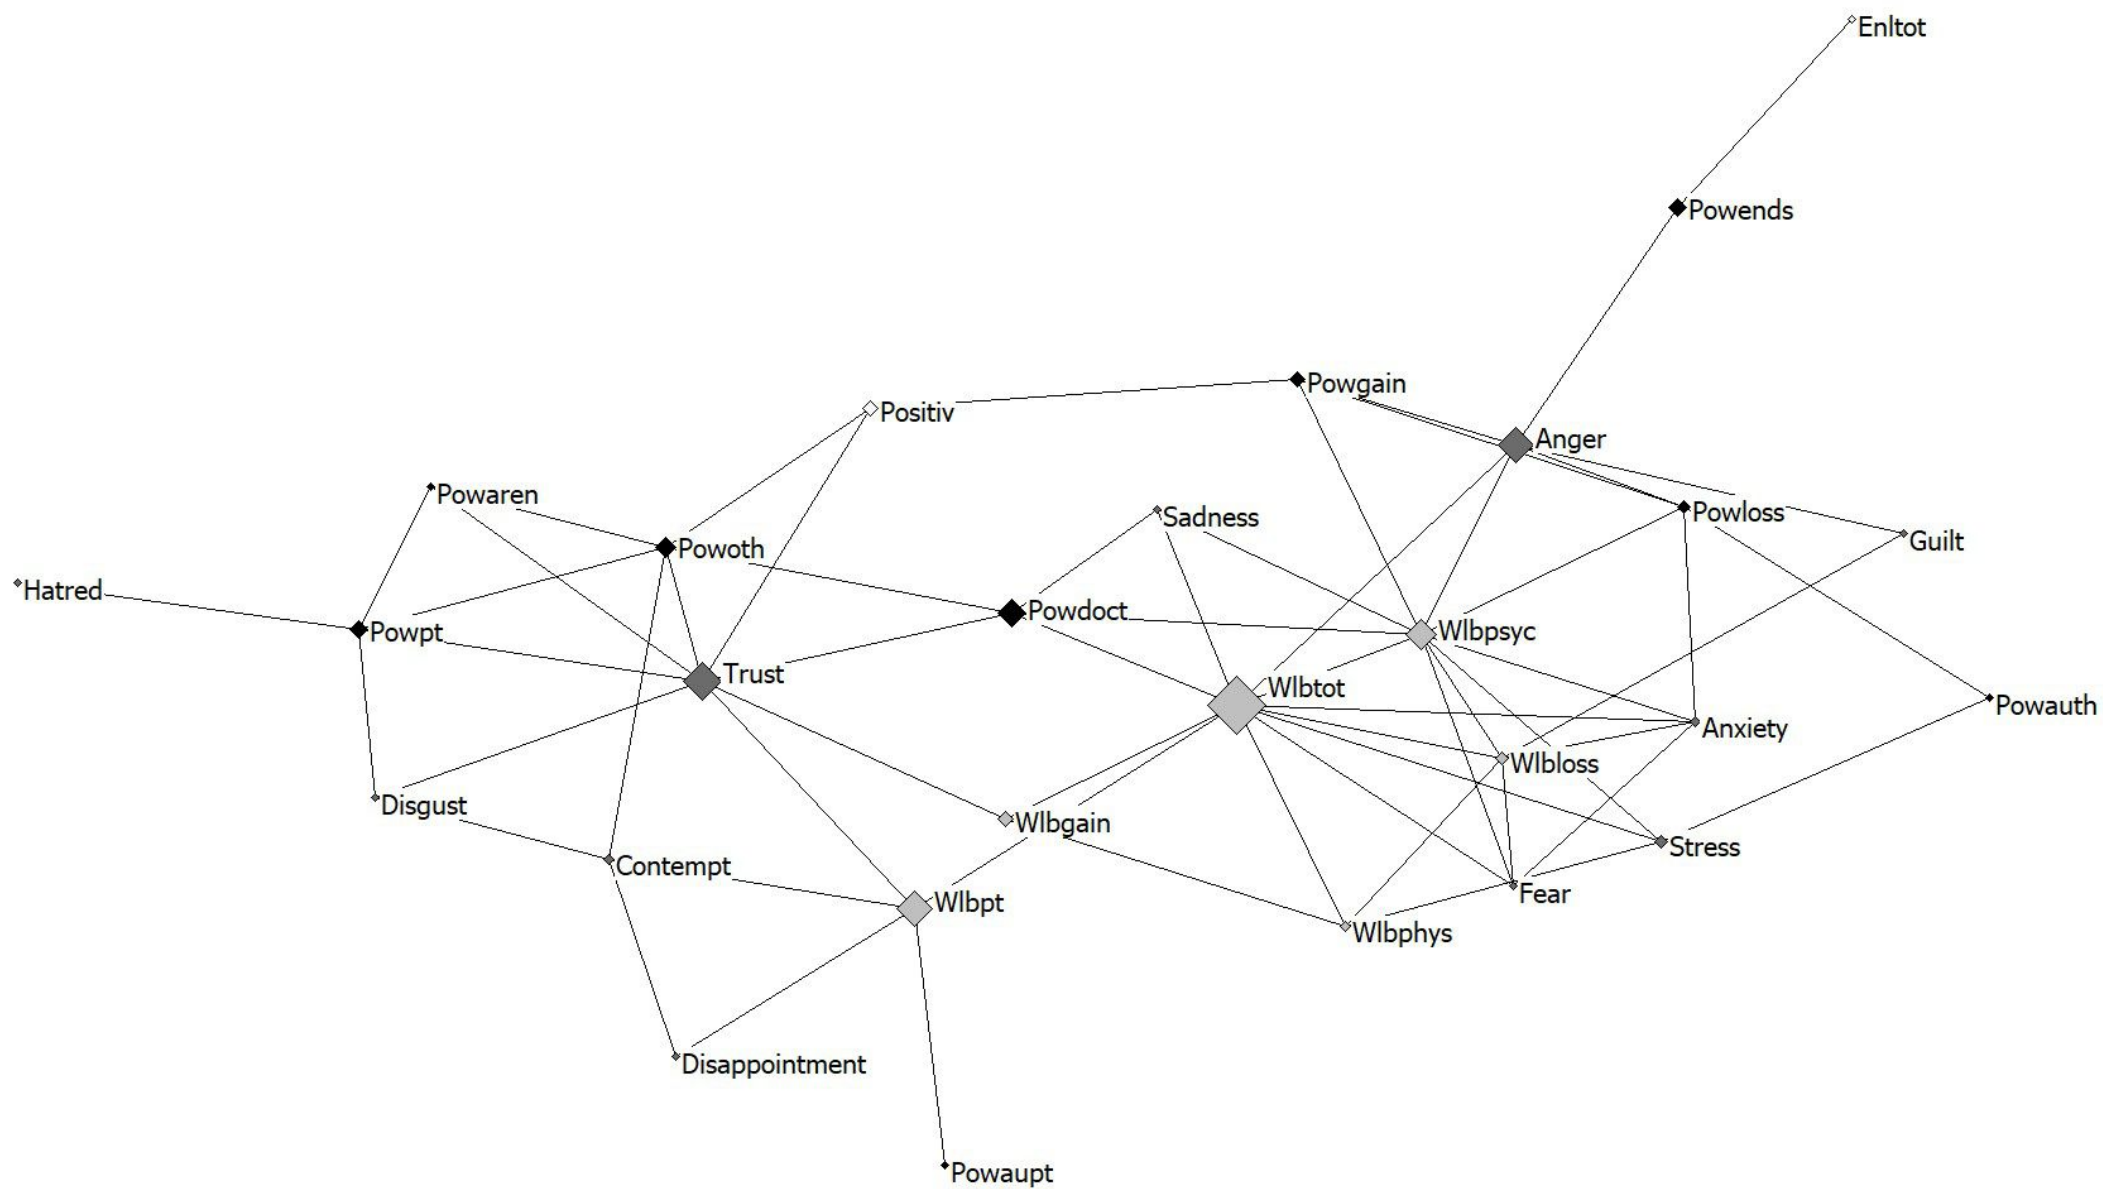 Enltot
Powends
Powgain
Positiv
Anger
Powaren
Powloss
Sadness
Guilt
Powoth
Hatred
Powdoct
Powpt
Wlbpsyc
Trust
Wlbtot
Powauth
Anxiety
Wlbloss
Disgust
Wlbgain
Stress
Contempt
Fear
Wlbpt
Wlbphys
Disappointment
Powaupt